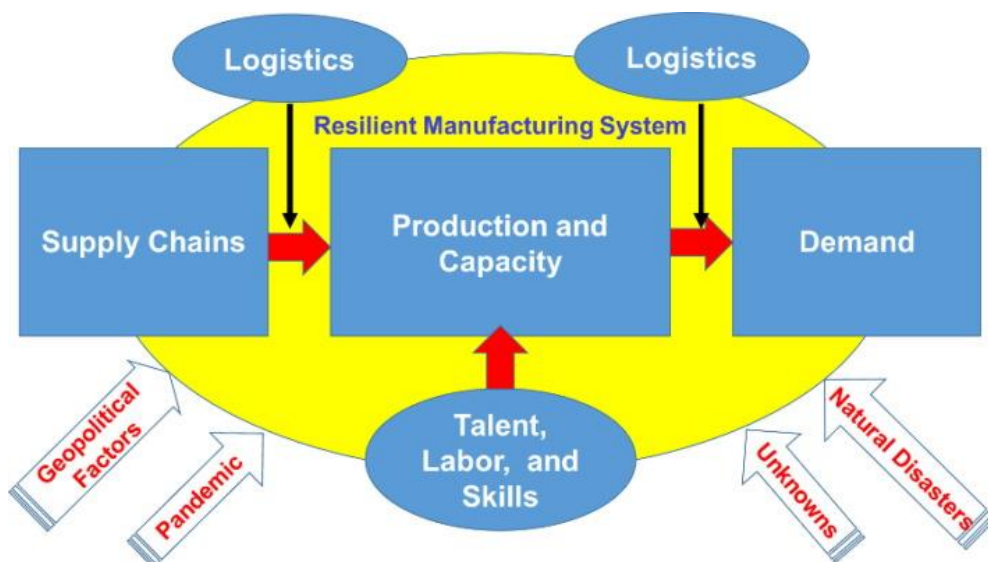 Logistics
Logistics
Resilient Manufacturing System
Supply Chains
Production and
Capacity
Demand
Talent,
Labor, and
Skills
Geopolitical
Factors
Pandemic
Unknowns
Natural Disasters